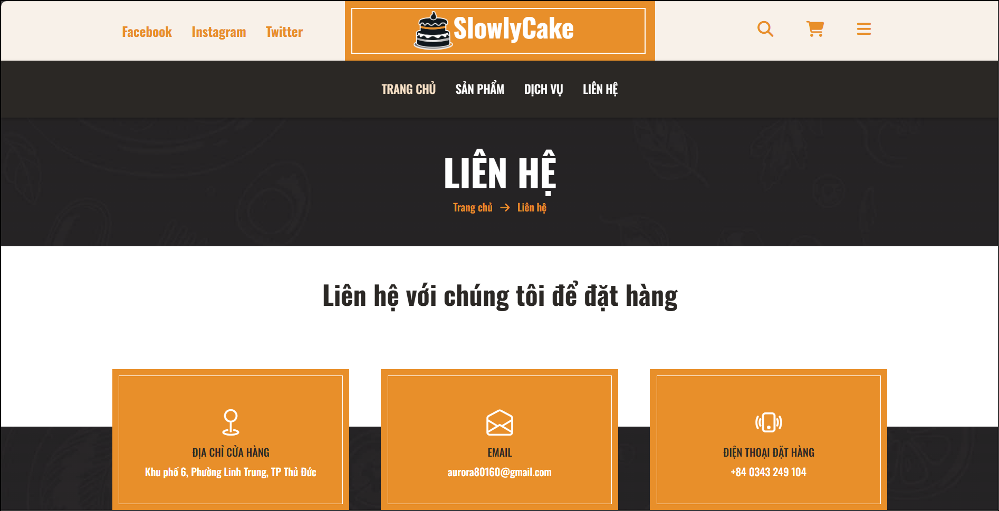 Facebook Instagram Twitter
SlowlyCake
TRANG CHỦ SẢN PHẨM DỊCH VỤ LIÊN HỆ
LIÊN HỆ
Trang chủ → Liên hệ
Liên hệ với chúng tôi để đặt hàng
ĐỊA CHỈ CỬA HÀNG
Khu phố 6, Phường Linh Trung, TP Thủ Đức
EMAIL
aurora80160@gmail.com
ĐIỆN THOẠI ĐẶT HÀNG
+84 0343 249 104